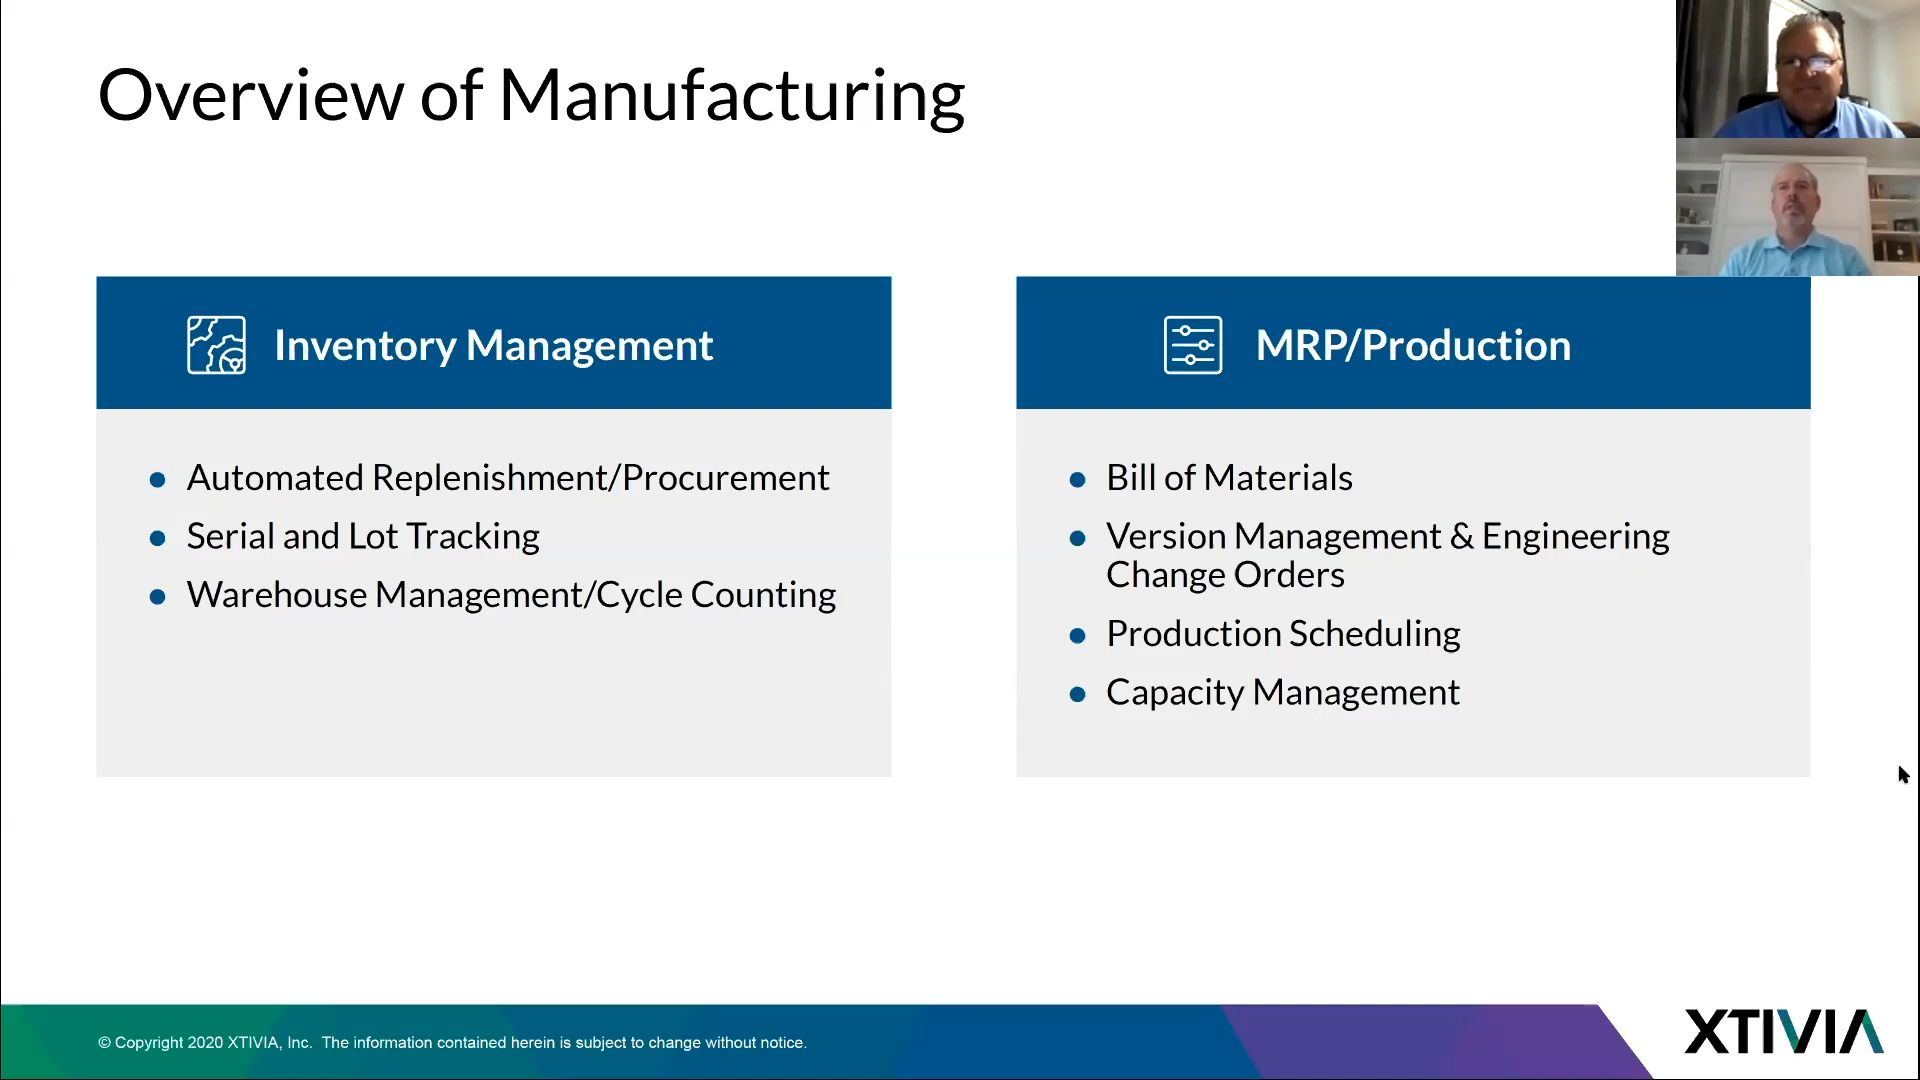 Overview of Manufacturing
Inventory Management
● Automated Replenishment/Procurement
● Serial and Lot Tracking
● Warehouse Management/Cycle Counting
MRP/Production
● Bill of Materials
● Version Management & Engineering
Change Orders
● Production Scheduling
● Capacity Management
© Copyright 2020 XTIVIA, Inc. The information contained herein is subject to change without notice.
XTIVIA